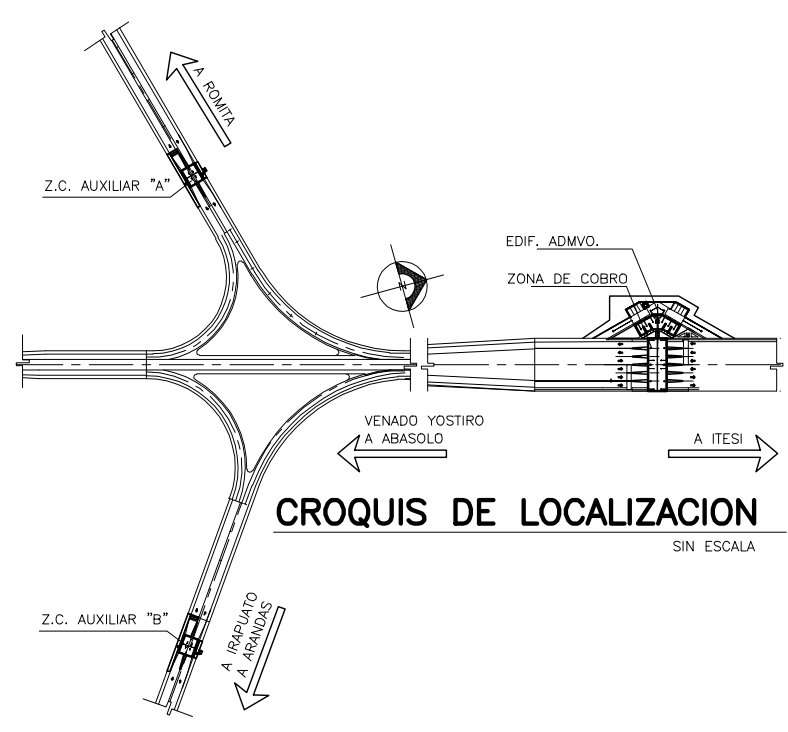 A ROMITA
Z.C. AUXILIAR "A"
EDIF. ADMVO.
ZONA DE COBRO
N
VENADO YOSTIRO
A ABASOLO
A ITESI
CROQUIS DE LOCALIZACION
SIN ESCALA
Z.C. AUXILIAR "B"
A IRAPUATO
A ARANDAS